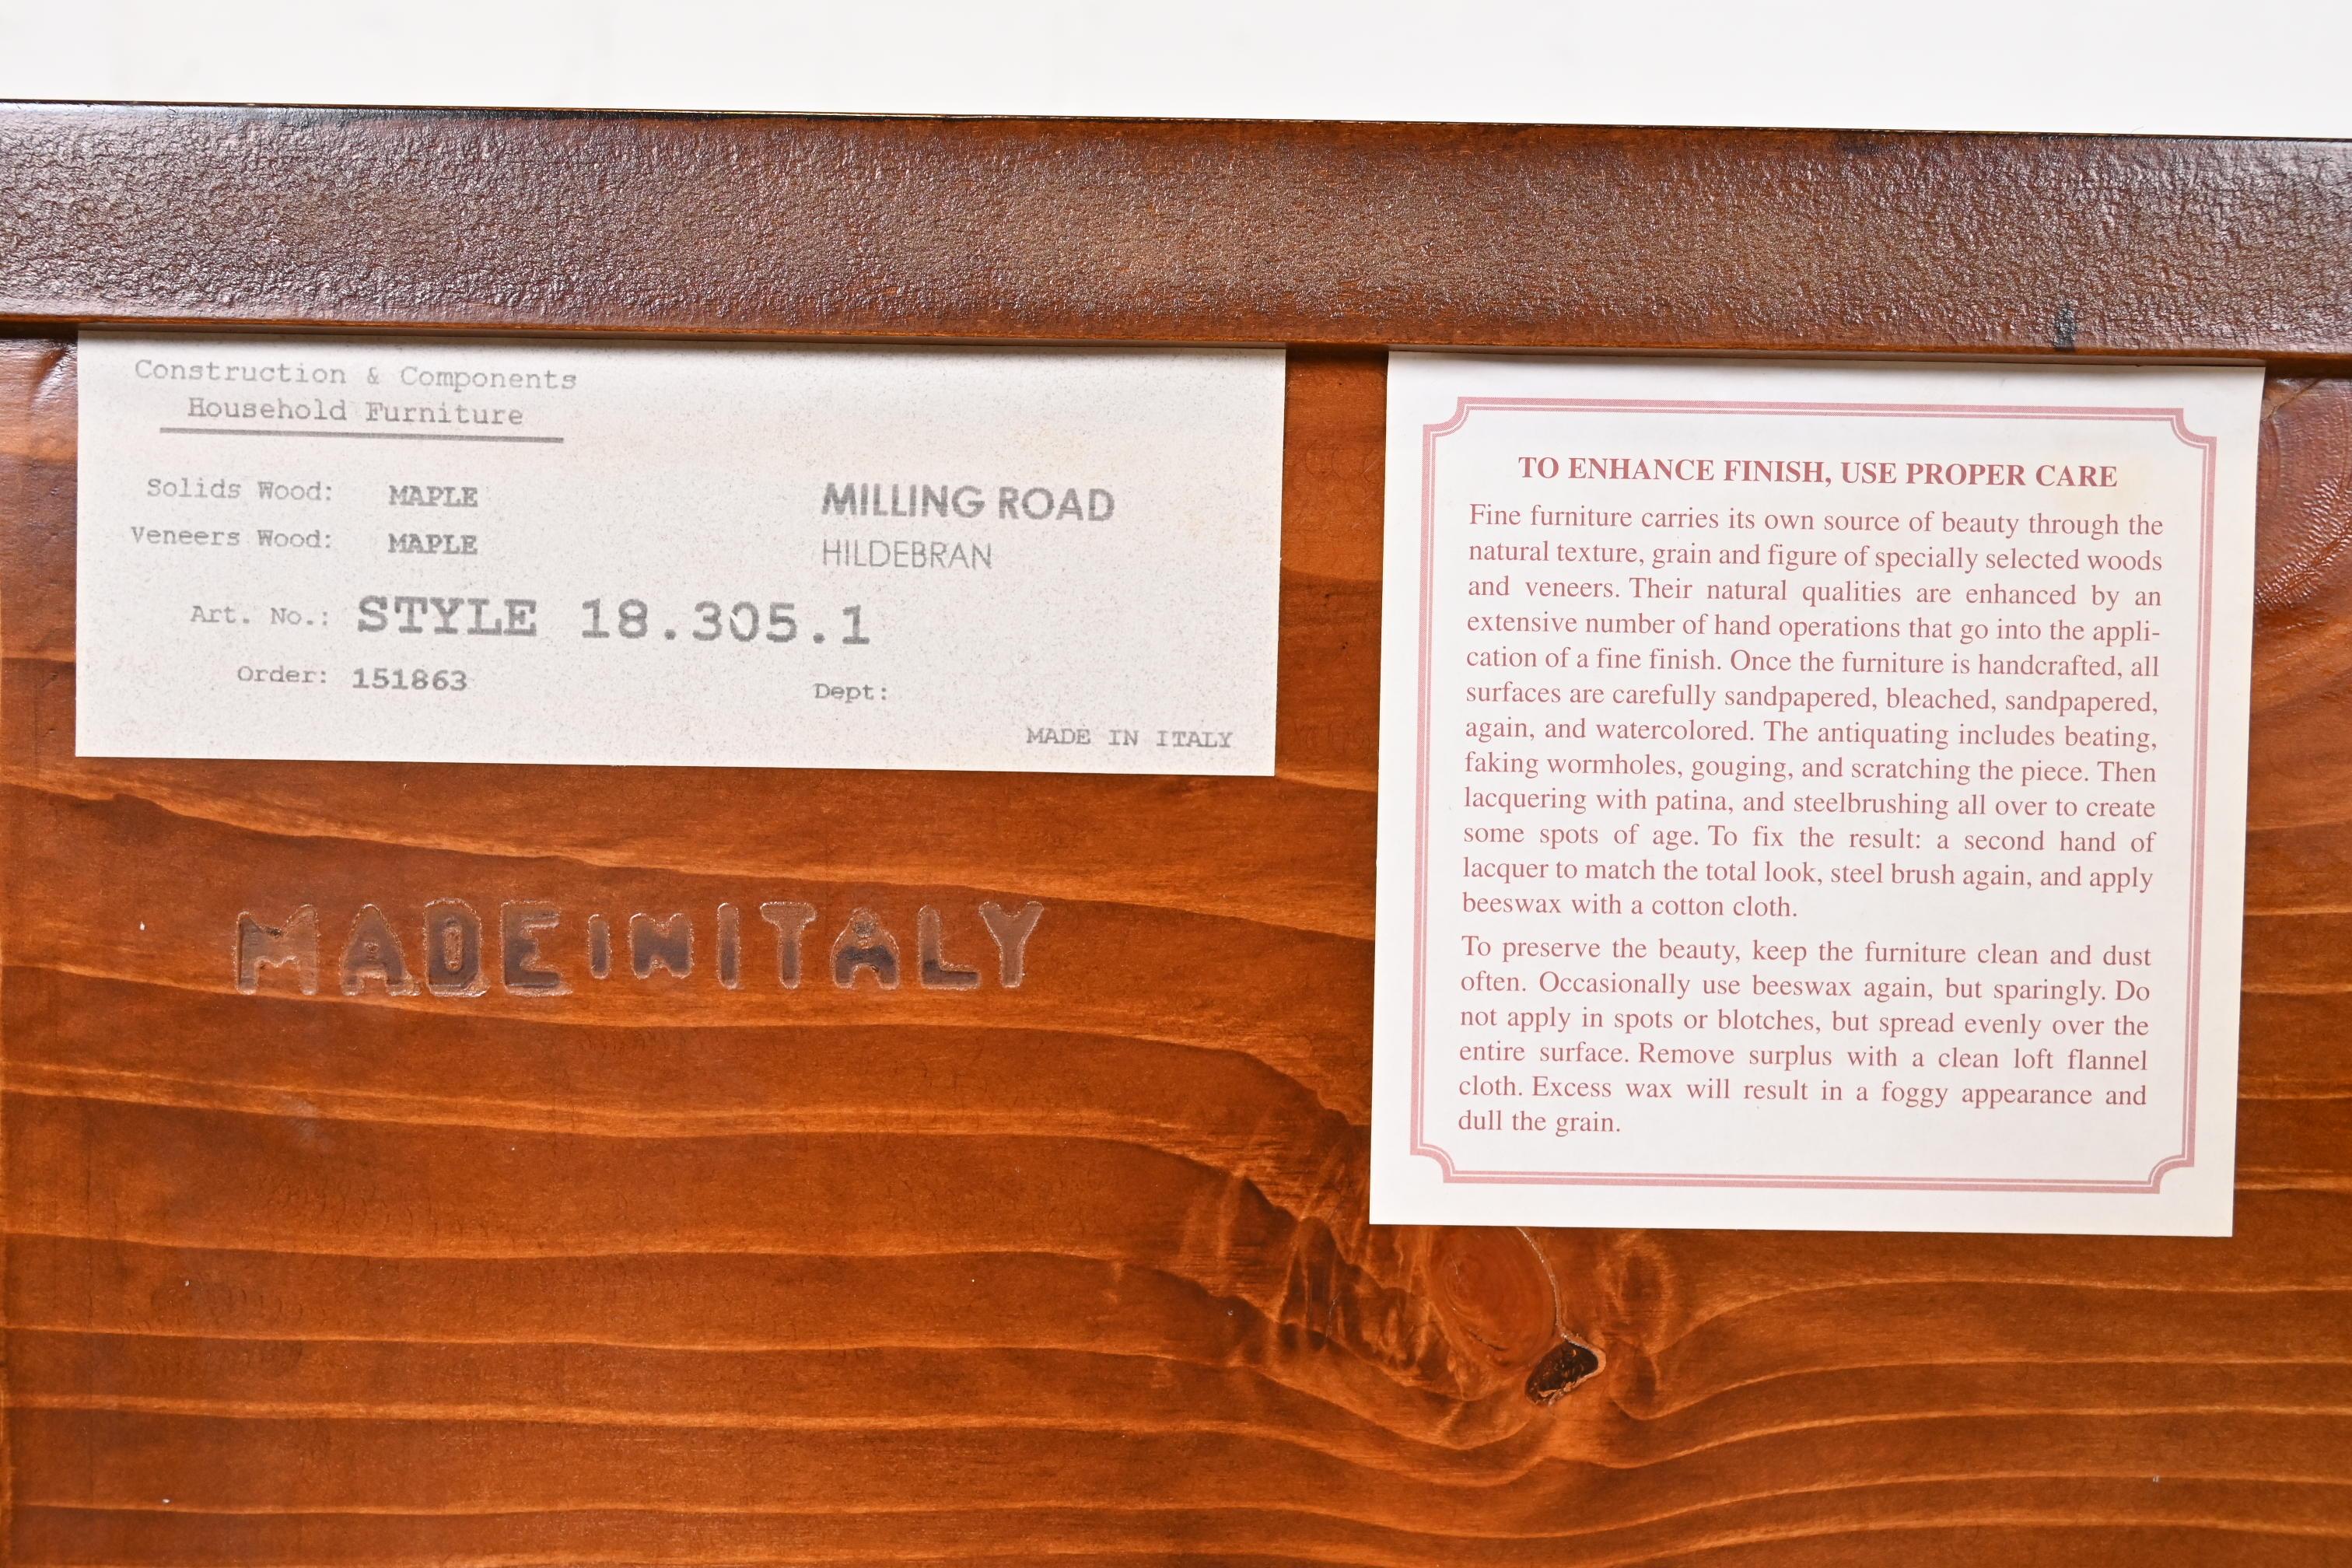 Construction & Components
Household Furniture
Solids Wood: MAPLE
Veneers Wood: MAPLE
MILLING ROAD
HILDEBRAN
Art. No.: STYLE 18.305.1
Order: 151863
Dept:
MADE IN ITALY
MADE IN ITALY
TO ENHANCE FINISH, USE PROPER CARE
Fine furniture carries its own source of beauty through the
natural texture, grain and figure of specially selected woods
and veneers. Their natural qualities are enhanced by an
extensive number of hand operations that go into the appli-
cation of a fine finish. Once the furniture is handcrafted, all
surfaces are carefully sandpapered, bleached, sandpapered,
again, and watercolored. The antiquating includes beating,
faking wormholes, gouging, and scratching the piece. Then
lacquering with patina, and steelbrushing all over to create
some spots of age. To fix the result: a second hand of
lacquer to match the total look, steel brush again, and apply
beeswax with a cotton cloth.
To preserve the beauty, keep the furniture clean and dust
often. Occasionally use beeswax again, but sparingly. Do
not apply in spots or blotches, but spread evenly over the
entire surface. Remove surplus with a clean loft flannel
cloth. Excess wax will result in a foggy appearance and
dull the grain.